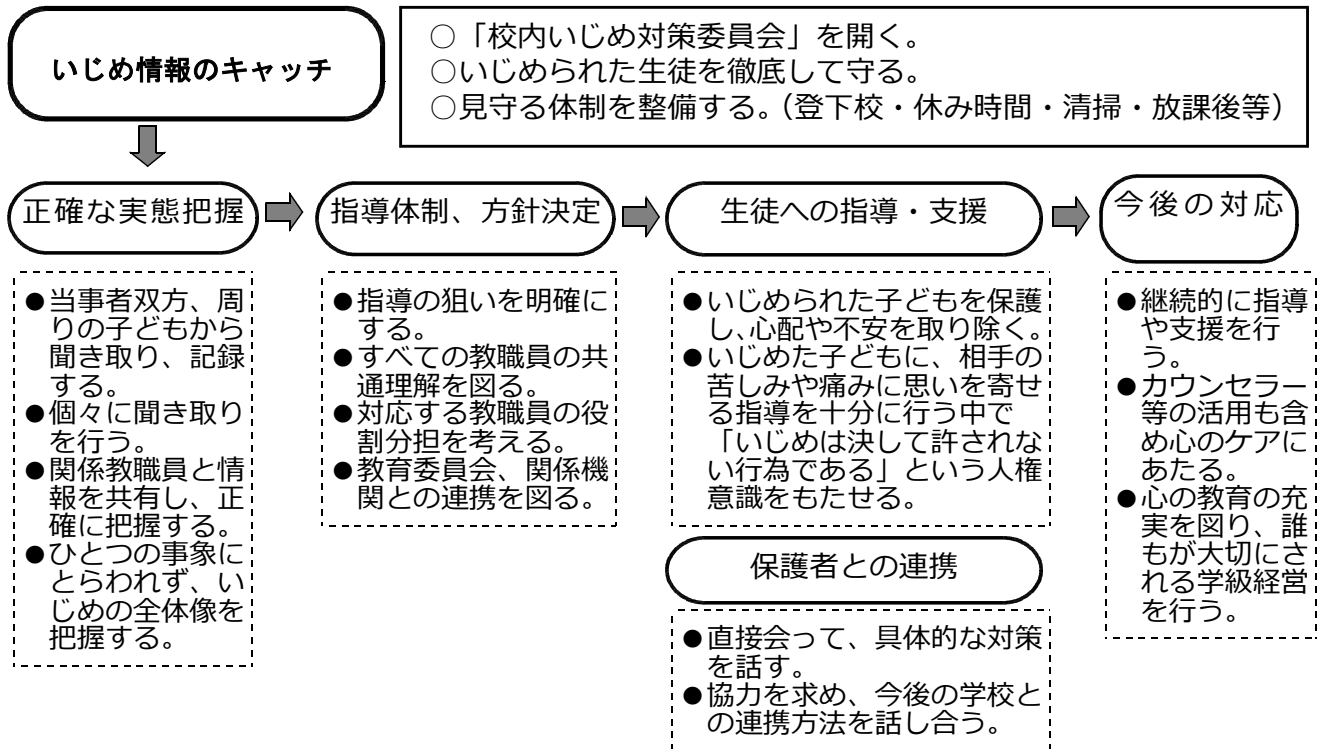 いじめ情報のキャッチ
○「校内いじめ対策委員会」を開く。
○いじめられた生徒を徹底して守る。
○見守る体制を整備する。（登下校・休み時間・清掃・放課後等）
正確な実態把握
●当事者双方、周
りの子どもから
聞き取り、記録
する。
●個々に聞き取り
を行う。
●関係教職員と情
報を共有し、正
確に把握する。
●ひとつの事象に
とらわれず、い
じめの全体像を
把握する。
指導体制、方針決定
●指導の狙いを明確に
する。
●すべての教職員の共
通理解を図る。
●対応する教職員の役
割分担を考える。
●教育委員会、関係機
関との連携を図る。
生徒への指導・支援
●いじめられた子どもを保護
し、心配や不安を取り除く。
●いじめた子どもに、相手の
苦しみや痛みに思いを寄せ
る指導を十分に行う中で
「いじめは決して許されな
い行為である」という人権
意識をもたせる。
保護者との連携
●直接会って、具体的な対策
を話す。
●協力を求め、今後の学校と
の連携方法を話し合う。
今後の対応
●継続的に指導
や支援を行
う。
●カウンセラー
等の活用も含
め心のケアに
あたる。
●心の教育の充
実を図り、誰
もが大切にさ
れる学級経営
を行う。